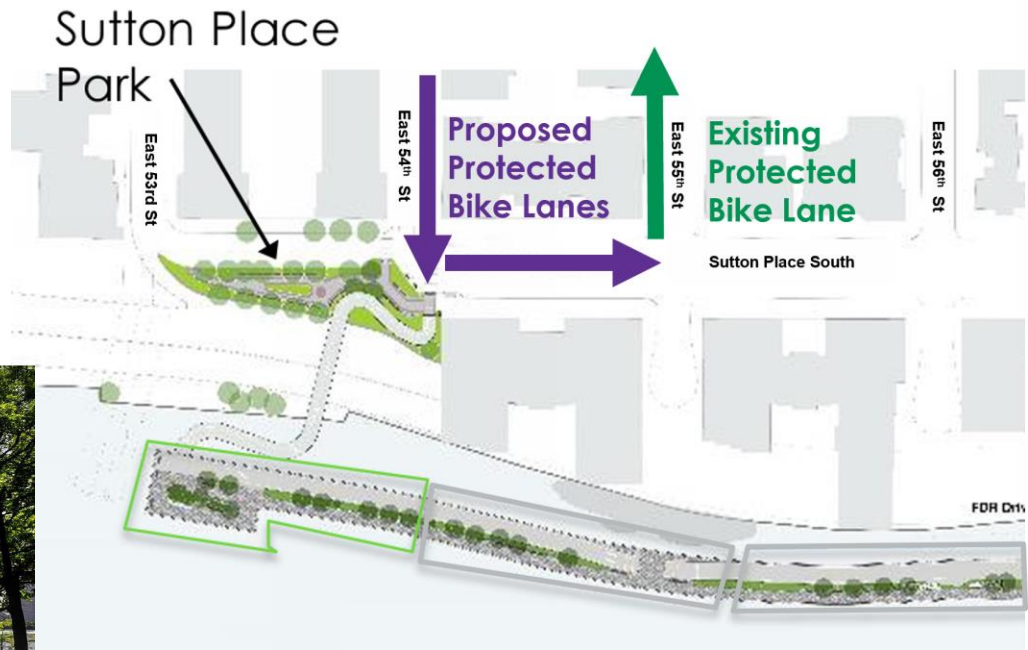 Sutton Place
Park
East 53rd St
East 54th St
Proposed
Protected
Bike Lanes
East 55th St
Existing
Protected
Bike Lane
East 56th St
Sutton Place South
FDR Driv